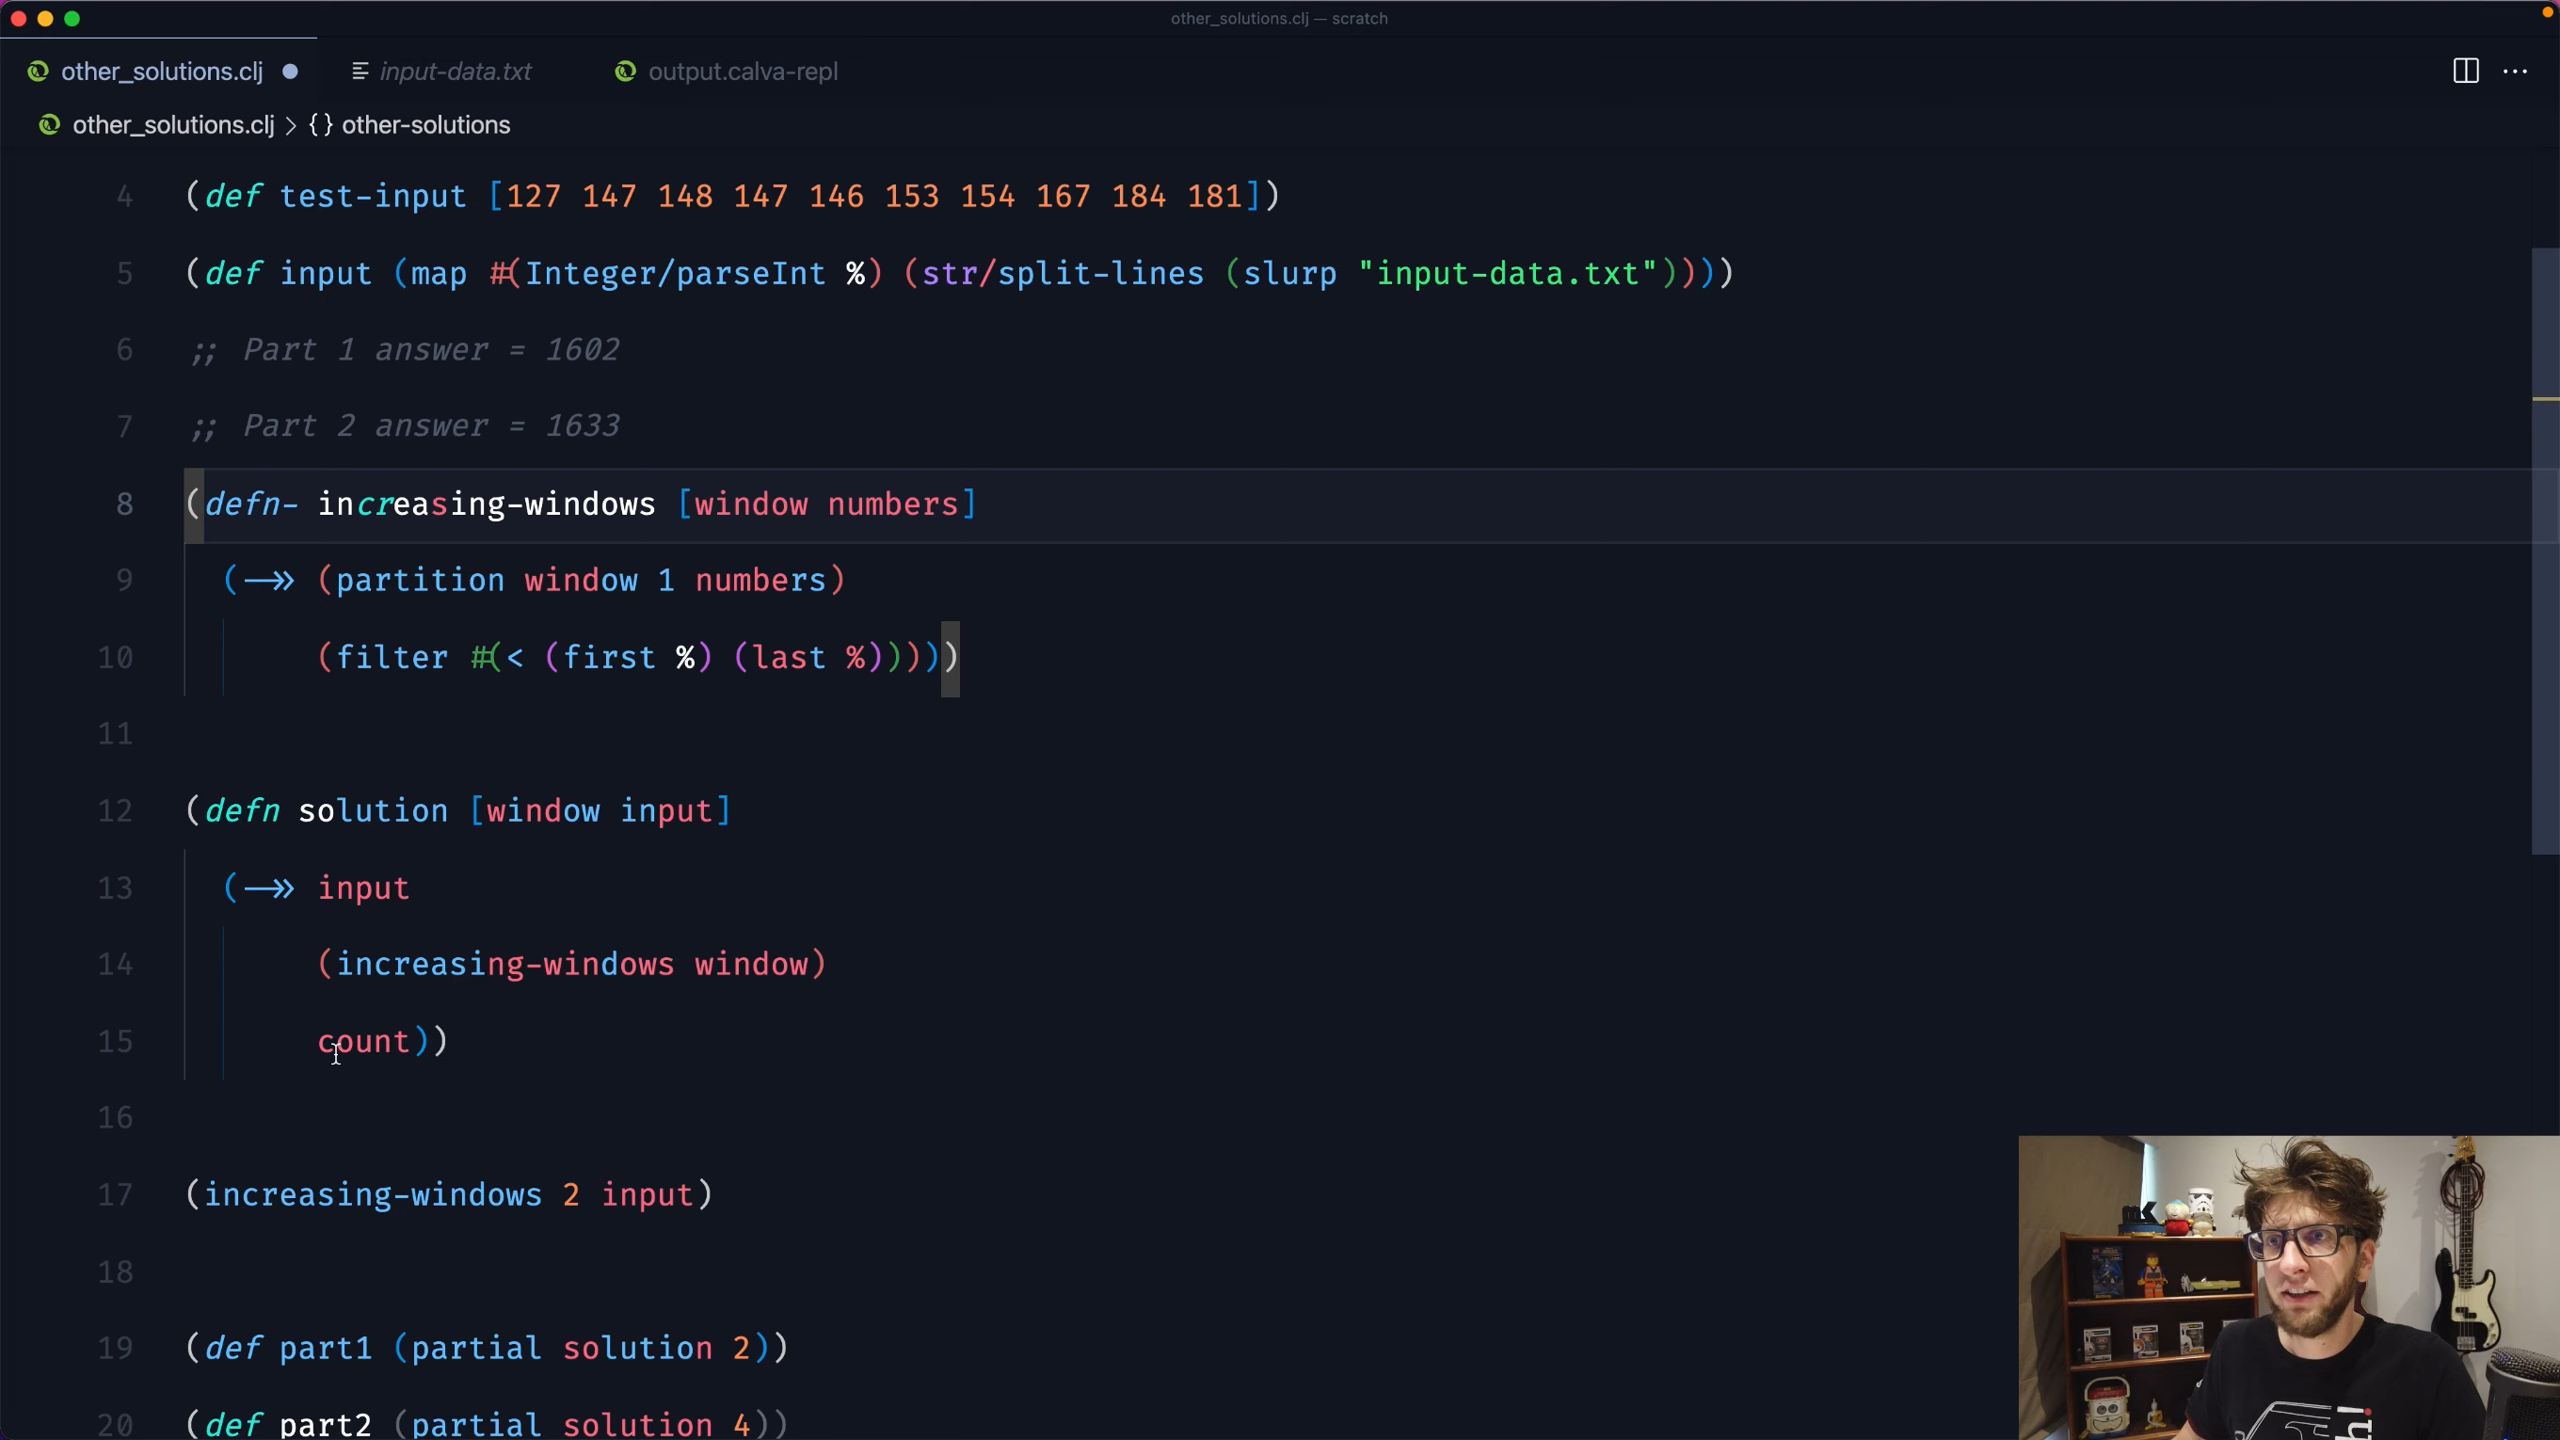 other_solutions.clj — scratch
other_solutions.clj input-data.txt output.calva-repl
other_solutions.clj > {} other-solutions
4 (def test-input [127 147 148 147 146 153 154 167 184 181])
5 (def input (map #(Integer/parseInt %) (str/split-lines (slurp "input-data.txt"))))
6 ;; Part 1 answer = 1602
7 ;; Part 2 answer = 1633
8 (defn- increasing-windows [window numbers]
9 (->> (partition window 1 numbers)
10 (filter #(< (first %) (last %)))))
11
12 (defn solution [window input]
13 (->> input
14 (increasing-windows window)
15 count))
16
17 (increasing-windows 2 input)
18
19 (def part1 (partial solution 2))
20 (def part2 (partial solution 4))